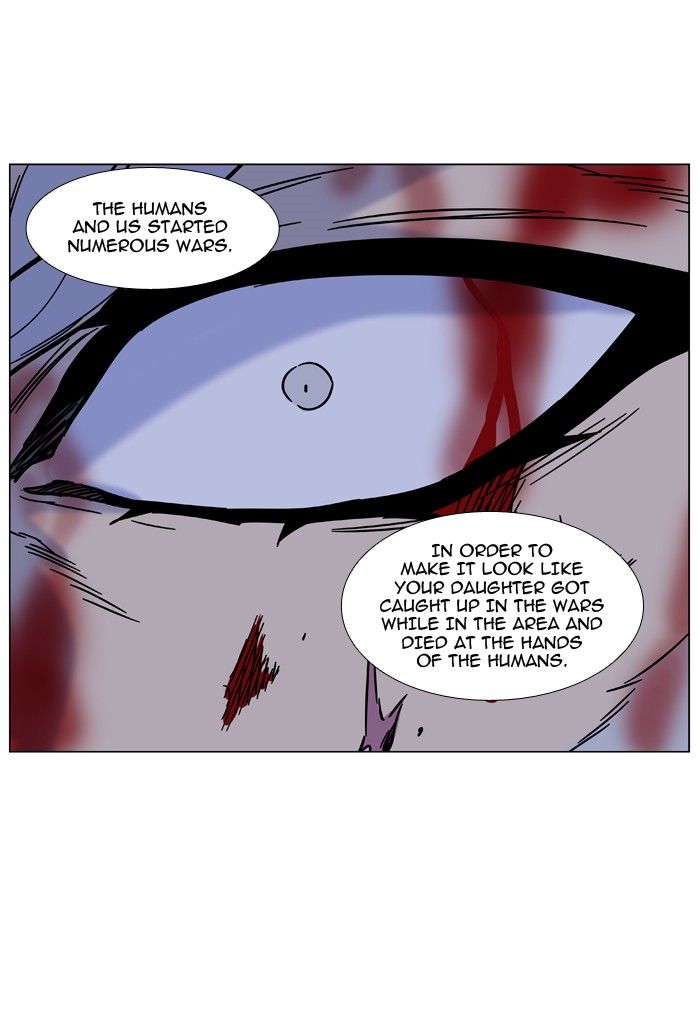 THE HUMANS
AND US STARTED
NUMEROUS WARS.
IN ORDER TO
MAKE IT LOOK LIKE
YOUR DAUGHTER GOT
CAUGHT UP IN THE WARS
WHILE IN THE AREA AND
DIED AT THE HANDS
OF THE HUMANS.